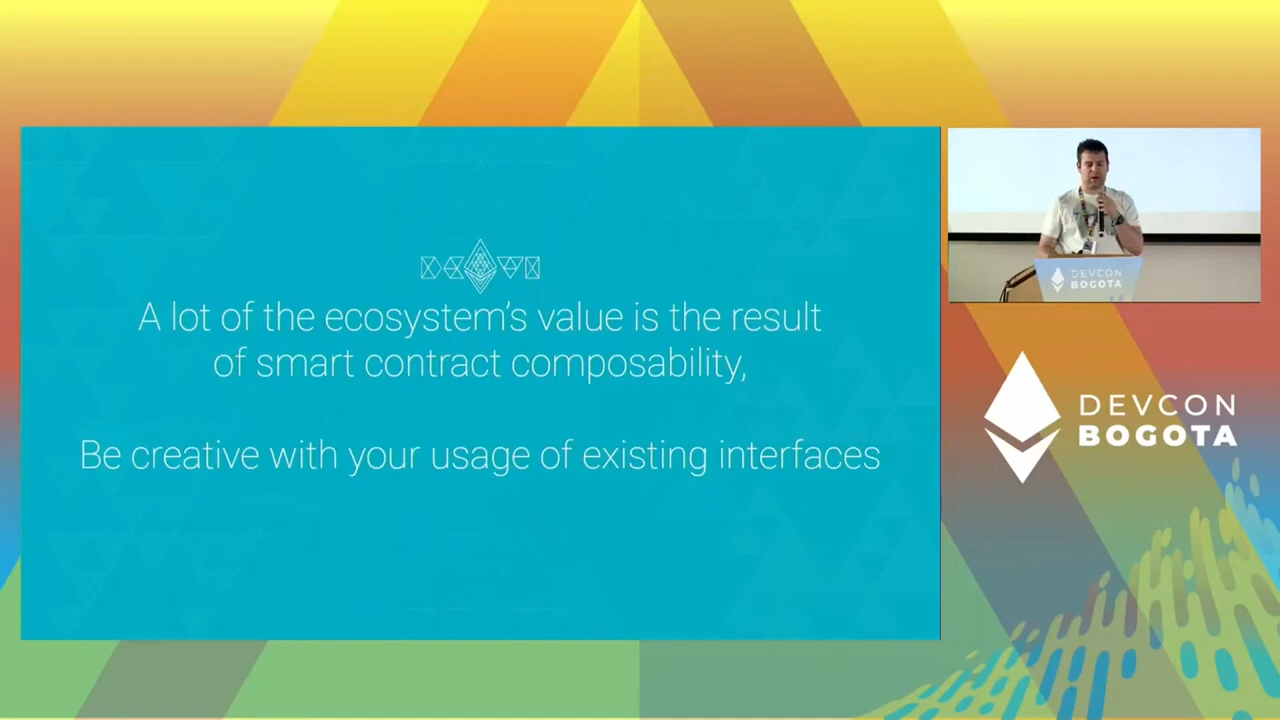 A lot of the ecosystem's value is the result
of smart contract composability,
Be creative with your usage of existing interfaces
DEVCON
BOGOTA
DEVCON
BOGOTA